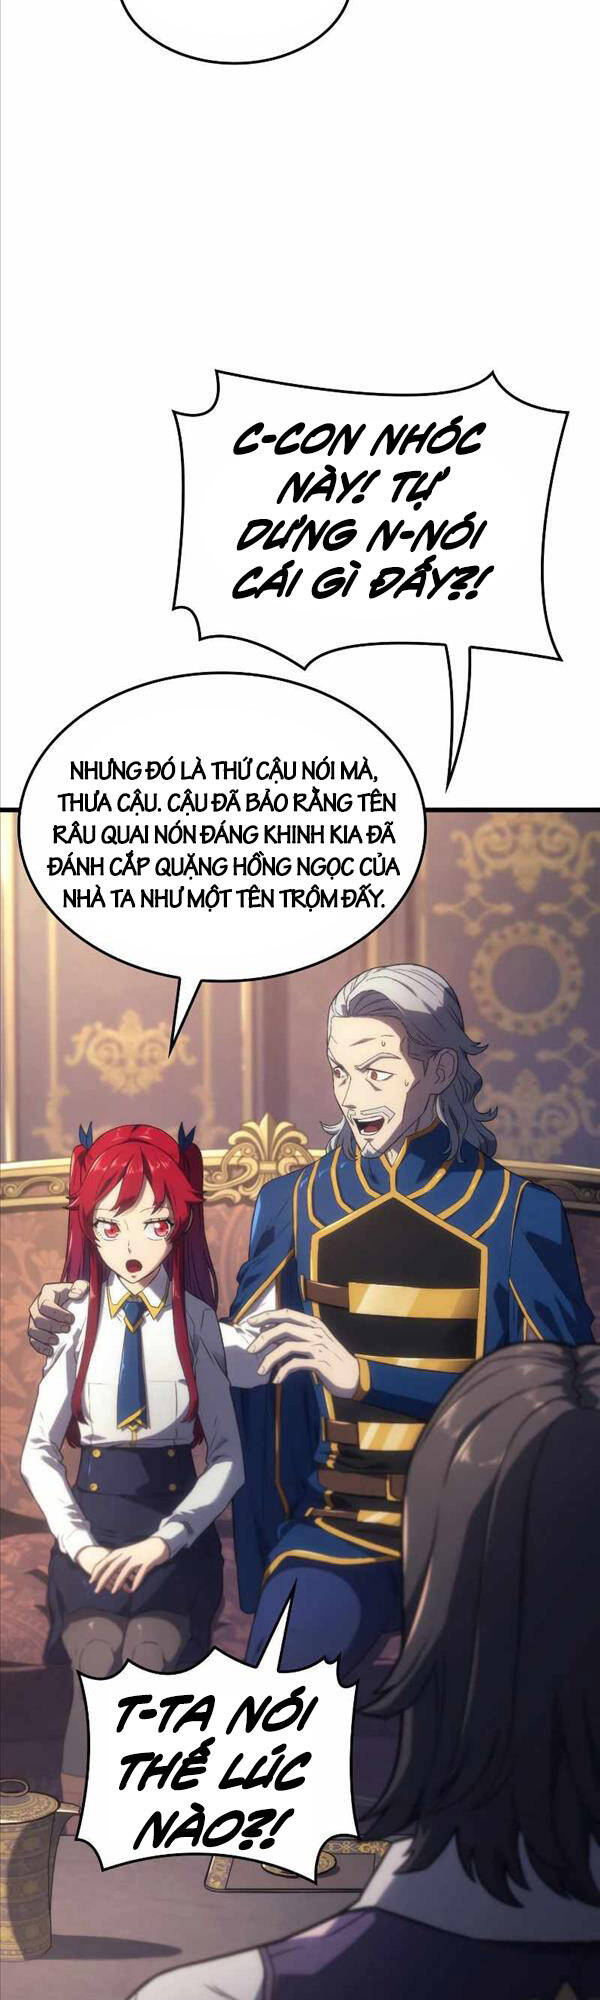 C-CON NHÓC
NÀY! TỰ
DƯNG N-NÓI
CÁI GÌ ĐẤY?!
NHƯNG ĐÓ LÀ THỨ CẬU NÓI MÀ,
THƯA CẬU. CẬU ĐÃ BẢO RẰNG TÊN
RÂU QUAI NÓN ĐÁNG KHINH KIA ĐÃ
ĐÁNH CẮP QUẶNG HỒNG NGỌC CỦA
NHÀ TA NHƯ MỘT TÊN TRỘM ĐẤY.
T-TA NÓI
THẾ LÚC
NÀO?!